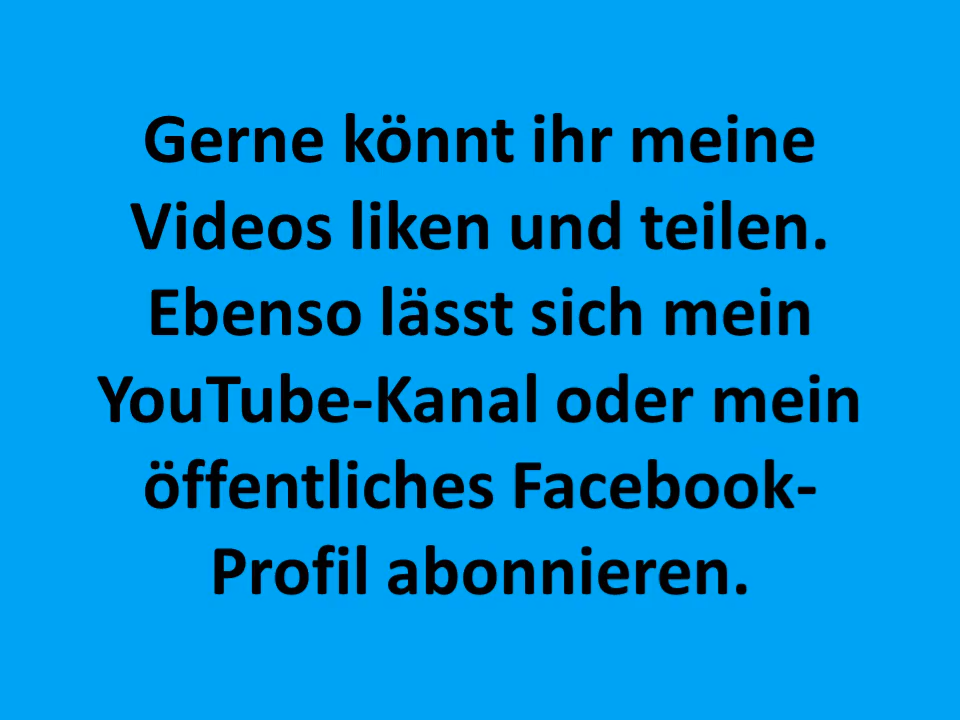 Gerne könnt ihr meine
Videos liken und teilen.
Ebenso lässt sich mein
YouTube-Kanal oder mein
öffentliches Facebook-
Profil abonnieren.